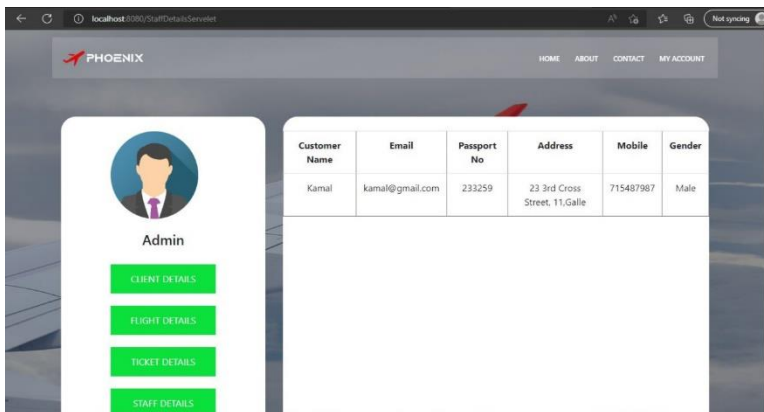 localhost:8080/StaffDetailsServelet
Not syncing
PHOENIX
HOME ABOUT CONTACT MY ACCOUNT
Admin
CLIENT DETAILS
FLIGHT DETAILS
TICKET DETAILS
STAFF DETAILS
Customer Name Email Passport No Address Mobile Gender
Kamal kamal@gmail.com 233259 23 3rd Cross Street, 11,Galle 715487987 Male